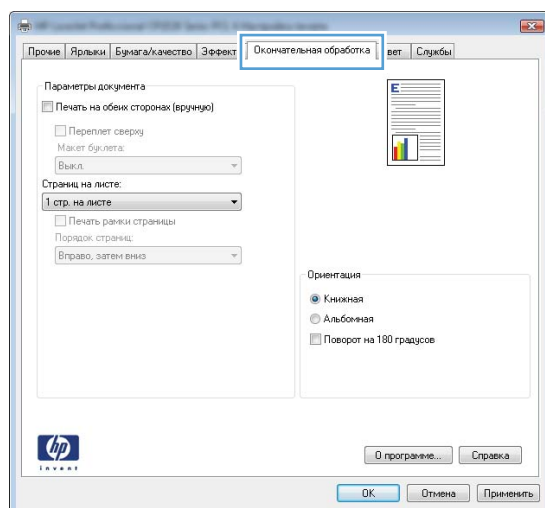 Прочие Ярлыки Бумага/качество Эффект Окончательная обработка вет Службы
Параметры документа
Печать на обеих сторонах (вручную)
Переплет сверху
Макет буклета:
Выкл.
Страниц на листе:
1 стр. на листе
Печать рамки страницы
Порядок страниц:
Вправо, затем вниз
E
Ориентация
Книжная
Альбомная
Поворот на 180 градусов
hp
invent
О программе... Справка
OK Отмена Применить